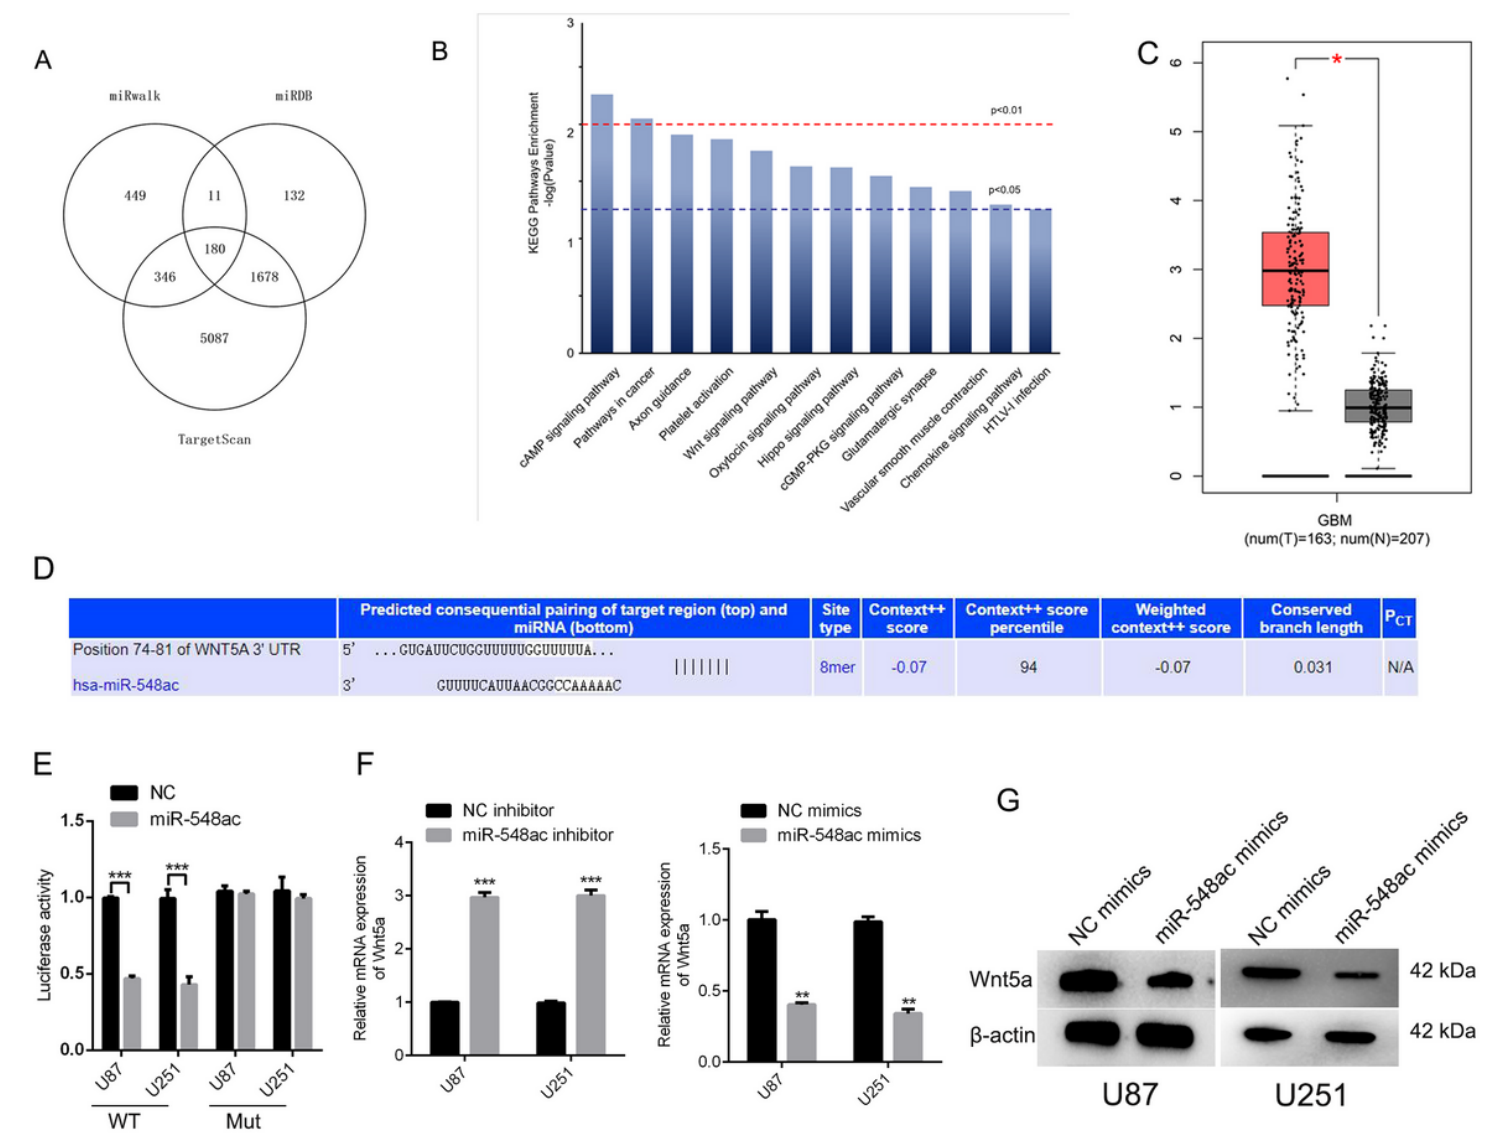 A
miRwalk
miRDB
449
11
132
180
346
1678
5087
TargetScan
B
KEGG Pathways Enrichment
-log(Pvalue)
3
2
1
0
p<0.01
p<0.05
cAMP signaling pathway
Pathways in cancer
Axon guidance
Platelet activation
Wnt signaling pathway
Oxytocin signaling pathway
Hippo signaling pathway
cGMP-PKG signaling pathway
Glutamatergic synapse
Vascular smooth muscle contraction
Chemokine signaling pathway
HTLV-I infection
C
6
5
4
3
2
1
0
*
GBM
(num(T)=163; num(N)=207)
D
Predicted consequential pairing of target region (top) and miRNA (bottom)
Site type
Context++ score
Context++ score percentile
Weighted context++ score
Conserved branch length
PCT
Position 74-81 of WNT5A 3' UTR
5' ...GUGAUUCUGGUUUUUGGUUUUUA...
|||||||
hsa-miR-548ac
3' GUUUUCAUUAACGGCCAAAAAC
8mer
-0.07
94
-0.07
0.031
N/A
E
NC
miR-548ac
Luciferase activity
1.5
1.0
0.5
0.0
***
***
U87
U251
U87
U251
WT
Mut
F
NC inhibitor
miR-548ac inhibitor
Relative mRNA expression
of Wnt5a
4
3
2
1
0
***
***
U87
U251
NC mimics
miR-548ac mimics
Relative mRNA expression
of Wnt5a
1.5
1.0
0.5
0.0
**
**
U87
U251
G
NC mimics
miR-548ac mimics
NC mimics
miR-548ac mimics
Wnt5a
42 kDa
β-actin
42 kDa
U87
U251